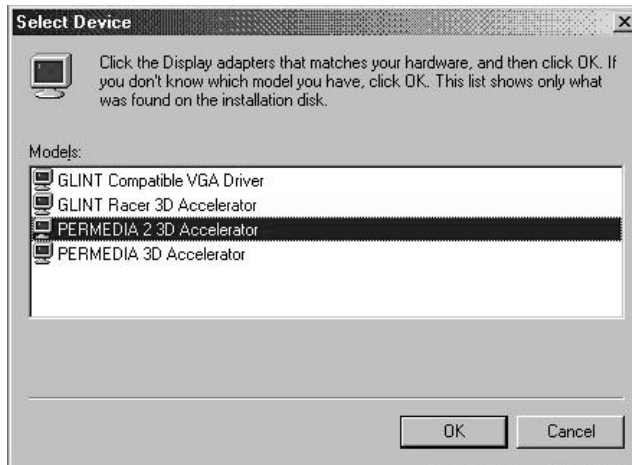 Select Device
Click the Display adapters that matches your hardware, and then click OK. If
you don't know which model you have, click OK. This list shows only what
was found on the installation disk.
Models:
GLINT Compatible VGA Driver
GLINT Racer 3D Accelerator
PERMEDIA 2 3D Accelerator
PERMEDIA 3D Accelerator
OK Cancel